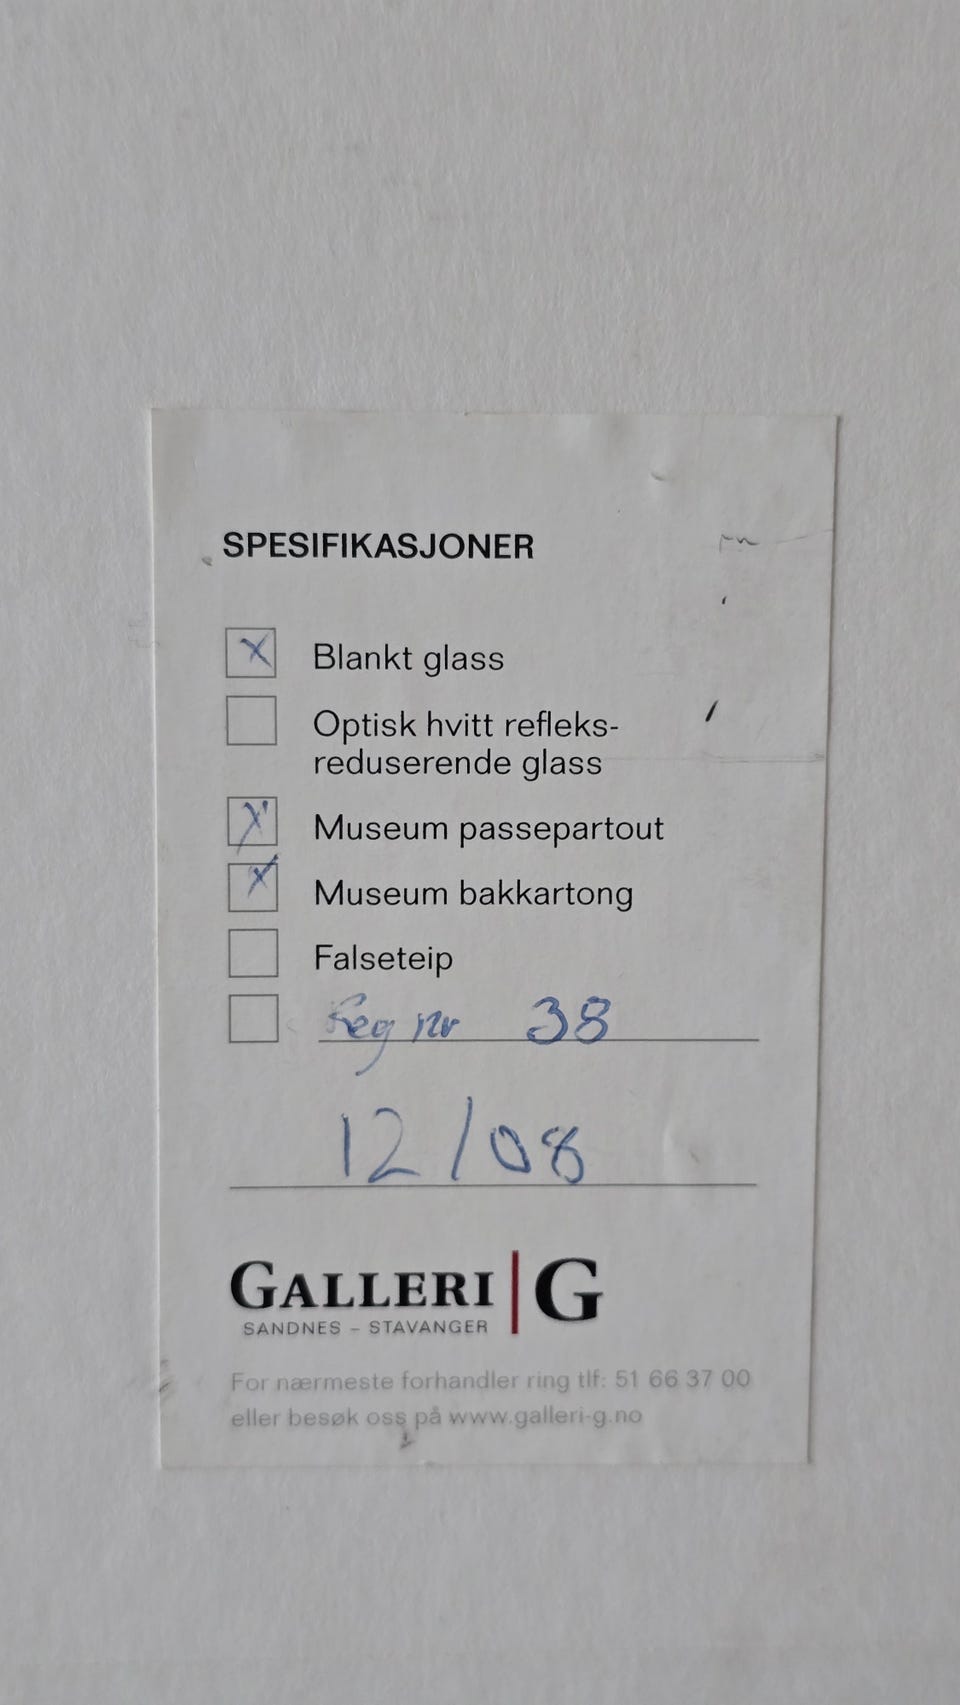 SPESIFIKASJONER
x Blankt glass
Optisk hvitt refleks-
reduserende glass
x Museum passepartout
x Museum bakkartong
Falseteip
Reg nr 38
12/08
GALLERI | G
SANDNES – STAVANGER
For nærmeste forhandler ring tlf: 51 66 37 00
eller besøk oss på www.galleri-g.no